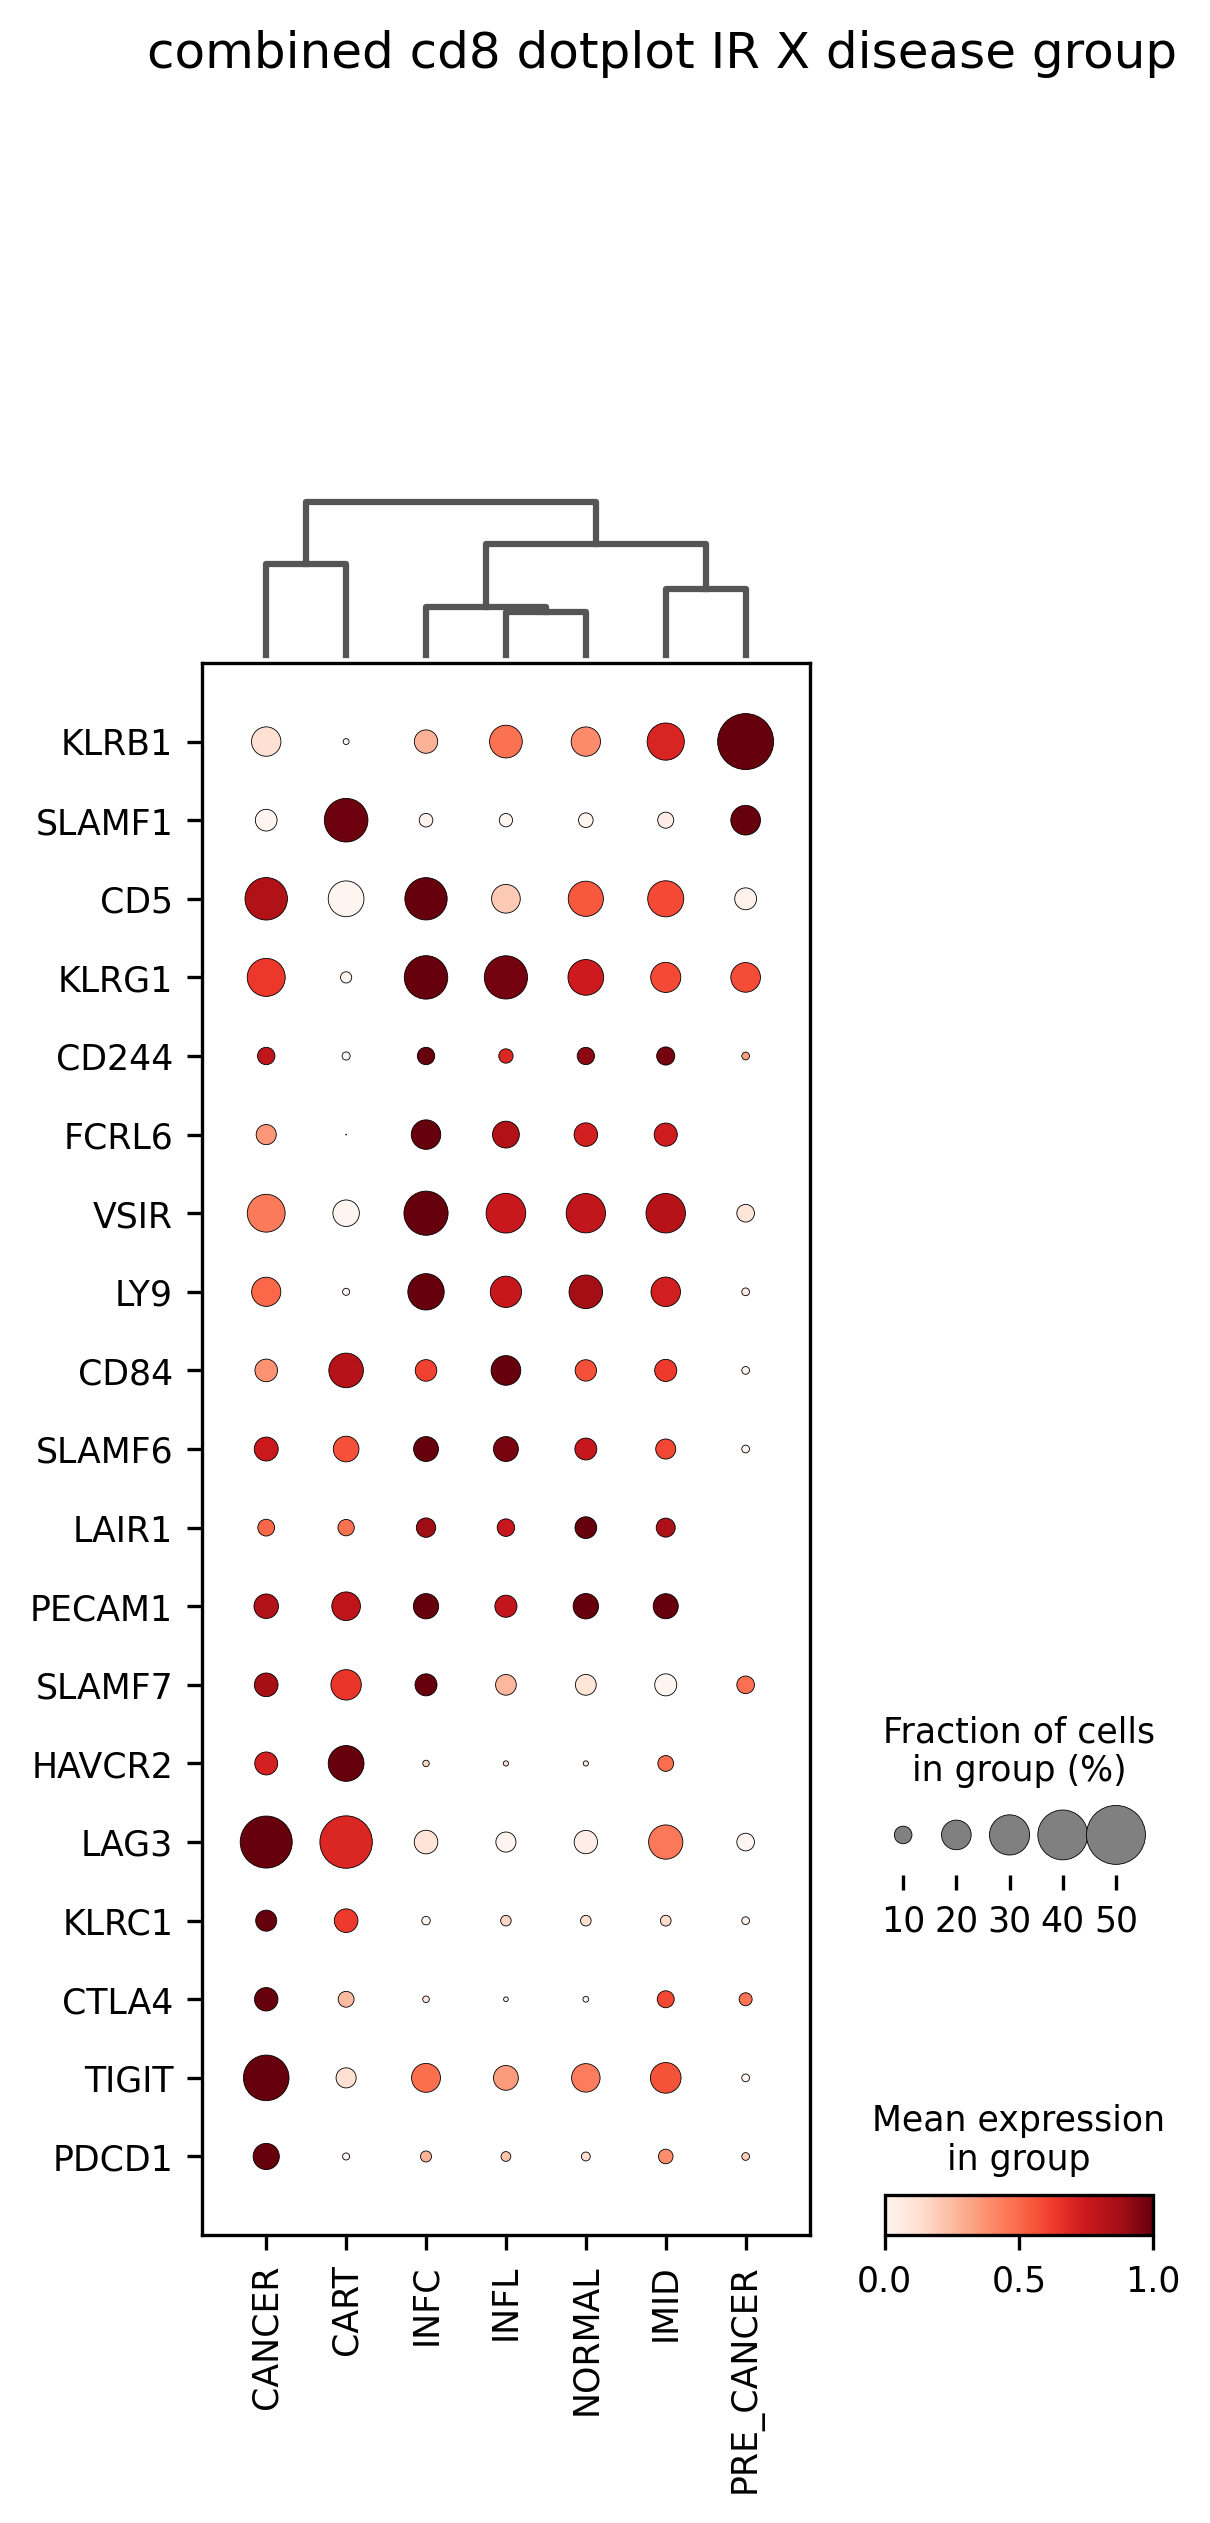 combined cd8 dotplot IR X disease group
KLRB1
SLAMF1
CD5
KLRG1
CD244
FCRL6
VSIR
LY9
CD84
SLAMF6
LAIR1
PECAM1
SLAMF7
HAVCR2
LAG3
KLRC1
CTLA4
TIGIT
PDCD1
CANCER
CART
INFC
INFL
NORMAL
IMID
PRE_CANCER
Fraction of cells
in group (%)
10 20 30 40 50
Mean expression
in group
0.0 0.5 1.0